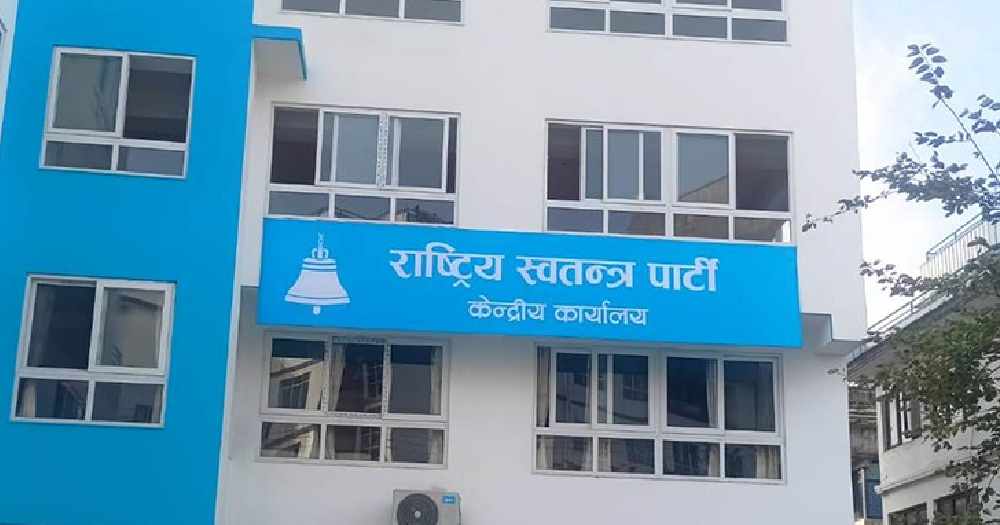 राष्ट्रिय स्वतन्त्र पार्टी
केन्द्रीय कार्यालय